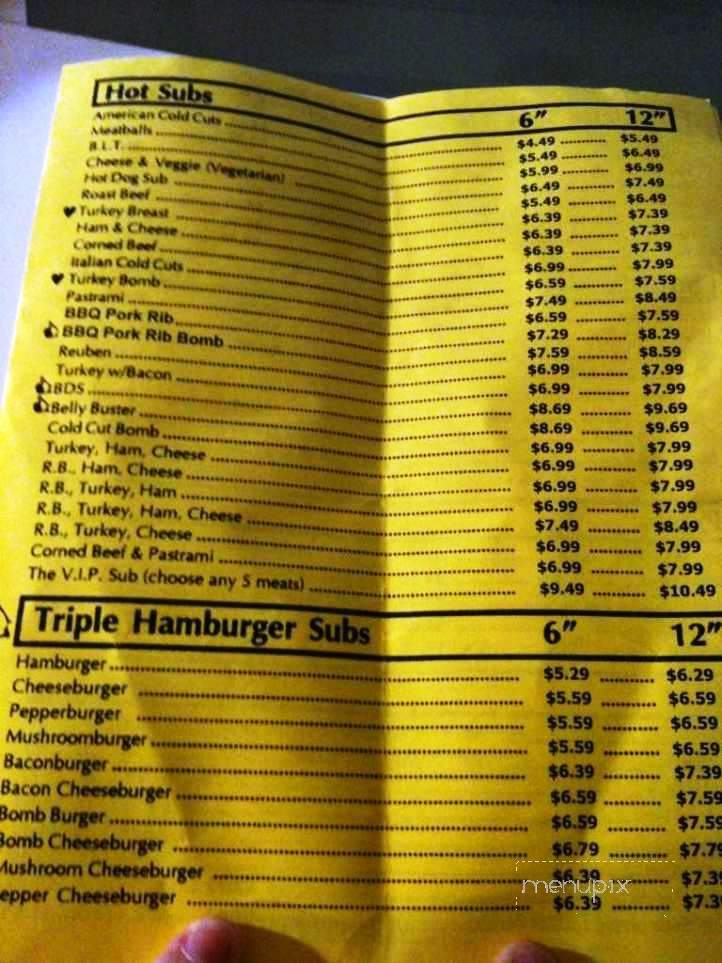 Hot Subs 6" 12"
American Cold Cuts $4.49 $5.49
Meatballs $5.49 $6.49
B.L.T. $5.99 $6.99
Cheese & Veggie (Vegetarian) $6.49 $7.49
Hot Dog Sub $5.49 $6.49
Roast Beef $6.39 $7.39
Turkey Breast $6.39 $7.39
Ham & Cheese $6.39 $7.39
Corned Beef $6.99 $7.99
Italian Cold Cuts $6.59 $7.59
Turkey Bomb $7.49 $8.49
Pastrami $6.59 $7.59
BBQ Pork Rib $7.29 $8.29
BBQ Pork Rib Bomb $7.59 $8.59
Reuben $6.99 $7.99
Turkey w/Bacon $6.99 $7.99
BDS $8.69 $9.69
Belly Buster $8.69 $9.69
Cold Cut Bomb $6.99 $7.99
Turkey, Ham, Cheese $6.99 $7.99
R.B., Ham, Cheese $6.99 $7.99
R.B., Turkey, Ham $6.99 $7.99
R.B., Turkey, Ham, Cheese $7.49 $8.49
R.B., Turkey, Cheese $6.99 $7.99
Corned Beef & Pastrami $6.99 $7.99
The V.I.P. Sub (choose any 5 meats) $9.49 $10.49
Triple Hamburger Subs 6" 12"
Hamburger $5.29 $6.29
Cheeseburger $5.59 $6.59
Pepperburger $5.59 $6.59
Mushroomburger $5.59 $6.59
Baconburger $6.39 $7.39
Bacon Cheeseburger $6.59 $7.59
Bomb Burger $6.59 $7.59
Bomb Cheeseburger $6.79 $7.79
Mushroom Cheeseburger $6.39 $7.3
epper Cheeseburger $6.39 $7.3
menupix